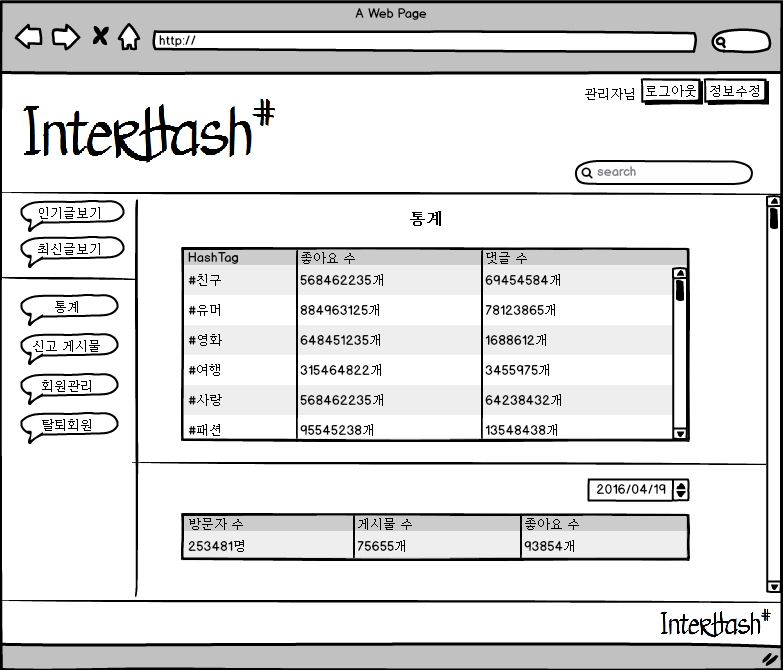 A Web Page
http://
관리자님 로그아웃 정보수정
InterHash#
search
인기글보기
최신글보기
통계
신고 게시물
회원관리
탈퇴회원
통계
HashTag 좋아요 수 댓글 수
#친구 568462235개 69454584개
#유머 884963125개 78123865개
#영화 648451235개 1688612개
#여행 315464822개 3455975개
#사랑 568462235개 64238432개
#패션 95545238개 13548438개
2016/04/19
방문자 수 게시물 수 좋아요 수
253481명 75655개 93854개
InterHash#